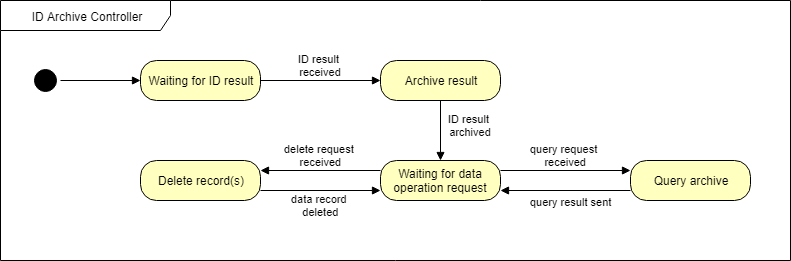 ID Archive Controller
ID result
received
Waiting for ID result
Archive result
ID result
archived
delete request
received
query request
received
Delete record(s)
Waiting for data
operation request
Query archive
data record
deleted
query result sent